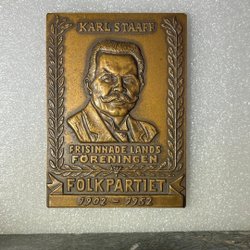 KARL STAAFF
FRISINNADE LANDS
FÖRENINGEN
FOLKPARTIET
1902 - 1952